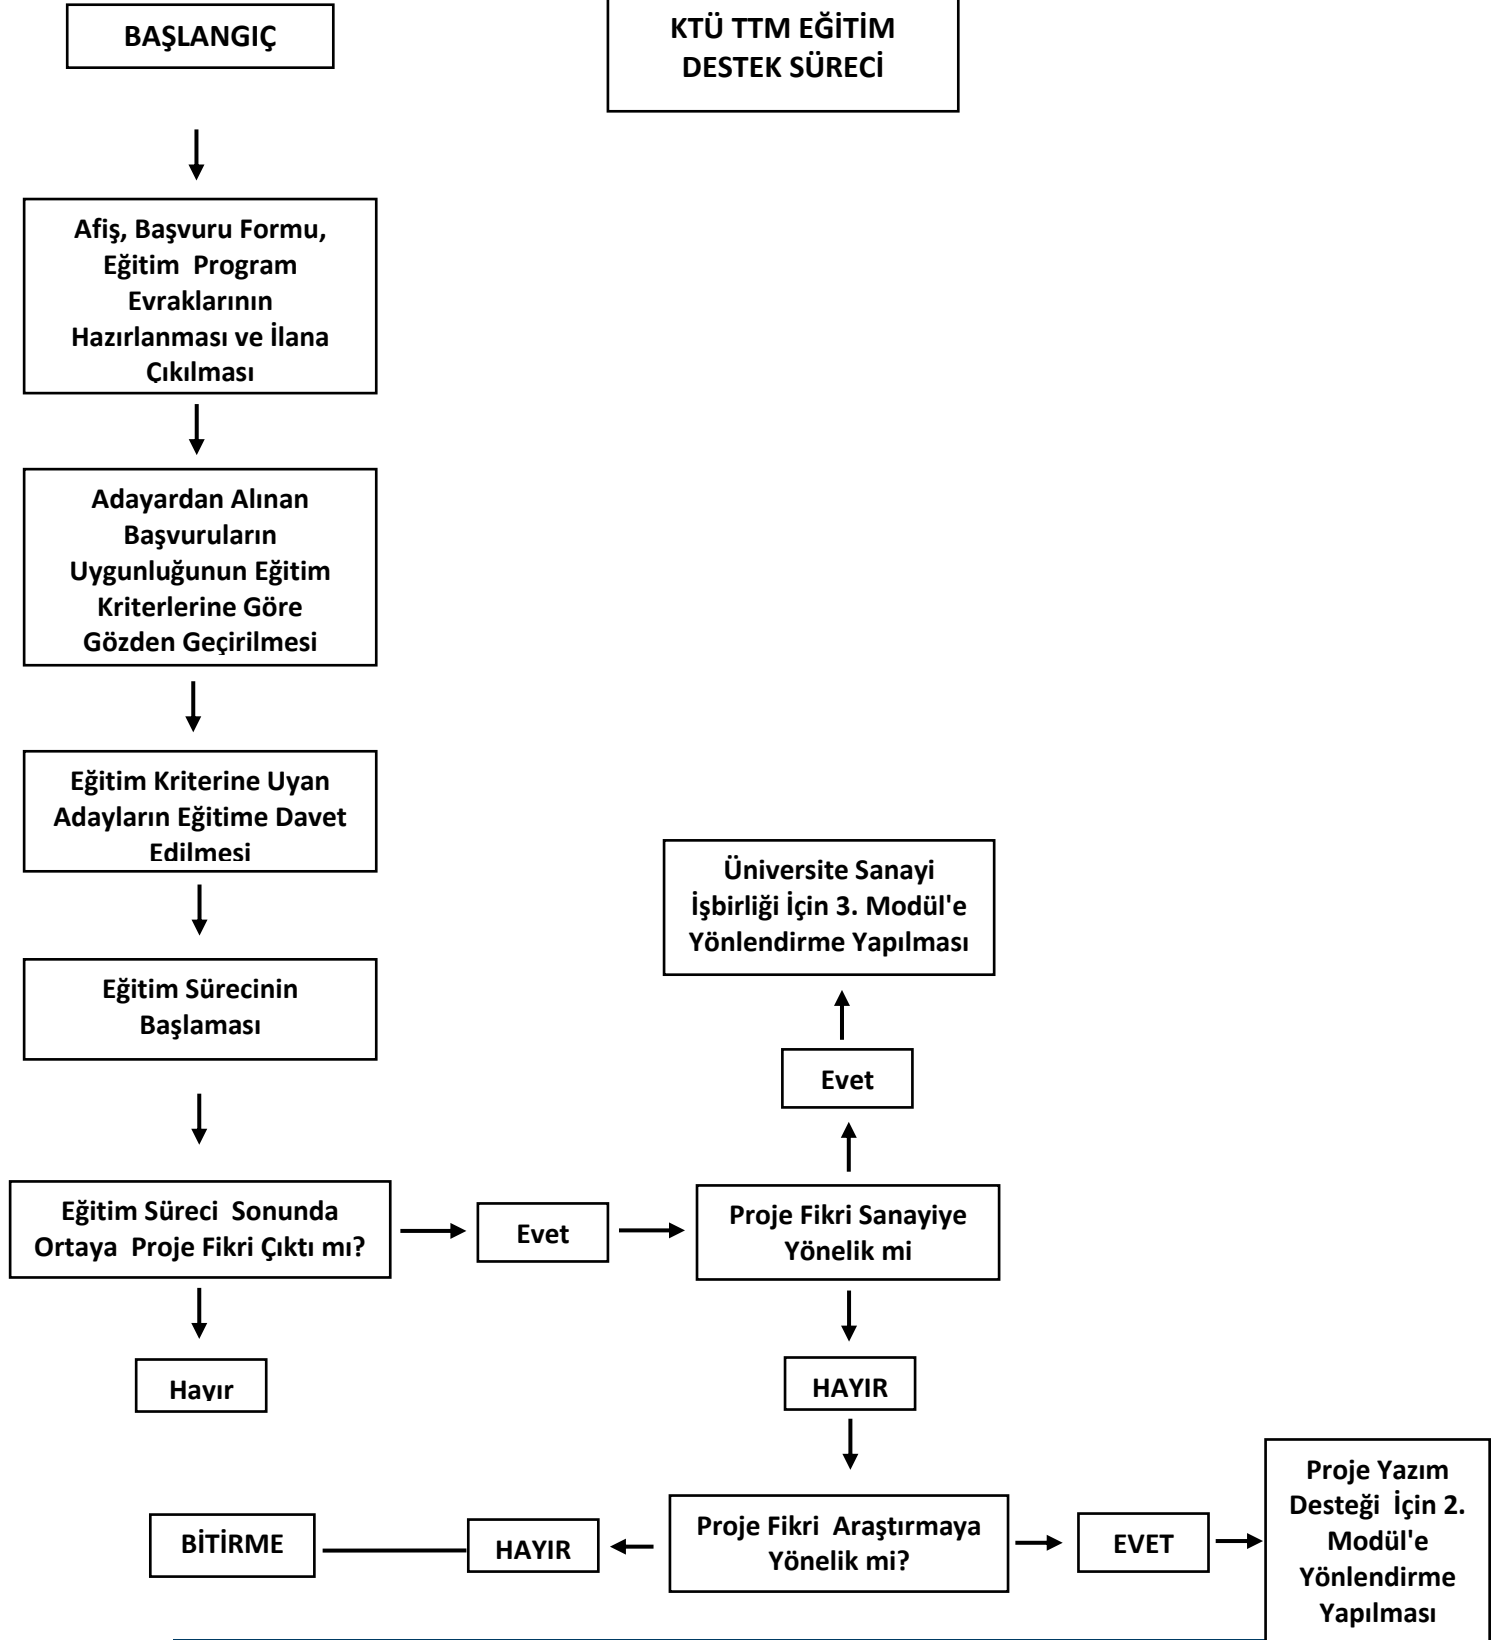 BAŞLANGIÇ
KTÜ TTM EĞİTİM
DESTEK SÜRECİ
Afiş, Başvuru Formu,
Eğitim Program
Evraklarının
Hazırlanması ve İlana
Çıkılması
Adayardan Alınan
Başvuruların
Uygunluğunun Eğitim
Kriterlerine Göre
Gözden Geçirilmesi
Eğitim Kriterine Uyan
Adayların Eğitime Davet
Edilmesi
Üniversite Sanayi
İşbirliği İçin 3. Modül'e
Yönlendirme Yapılması
Eğitim Sürecinin
Başlaması
Evet
Eğitim Süreci Sonunda
Ortaya Proje Fikri Çıktı mı?
Evet
Proje Fikri Sanayiye
Yönelik mi
Hayır
HAYIR
BİTİRME
HAYIR
Proje Fikri Araştırmaya
Yönelik mi?
EVET
Proje Yazım
Desteği İçin 2.
Modül'e
Yönlendirme
Yapılması